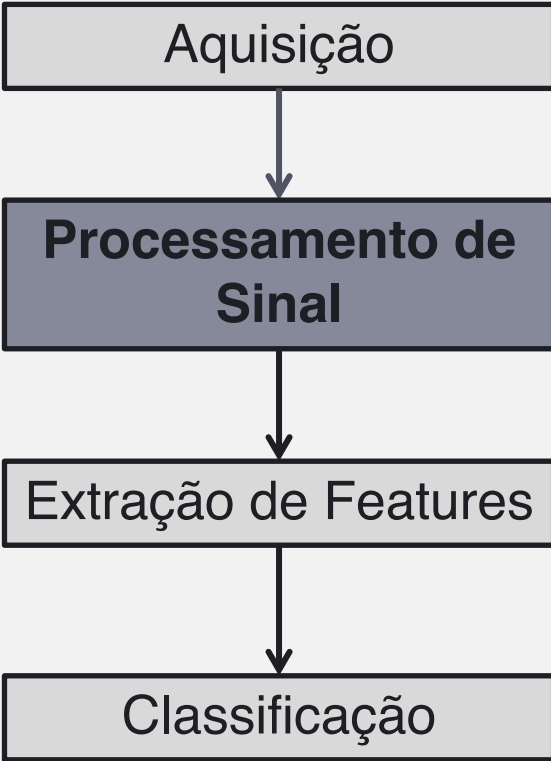 Aquisição
Processamento de
Sinal
Extração de Features
Classificação